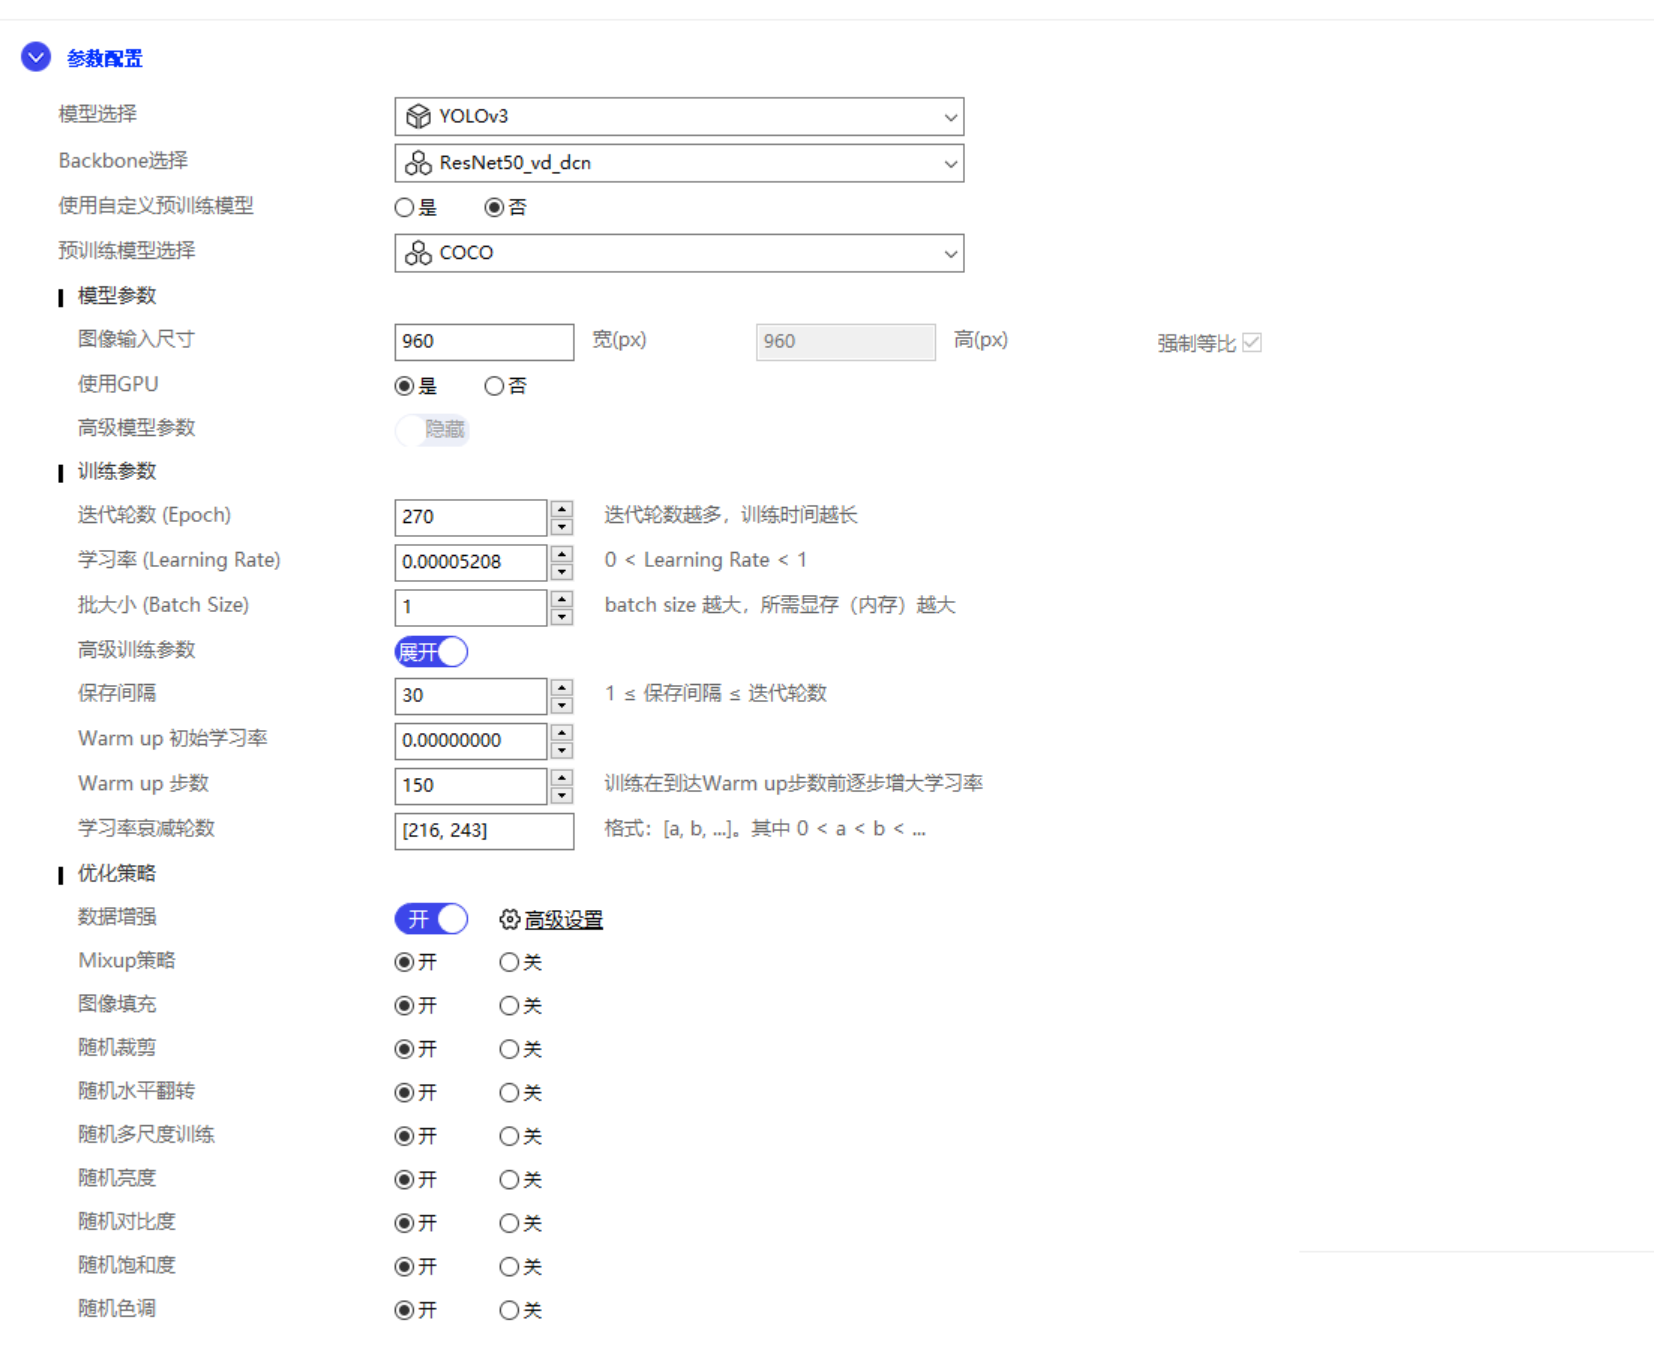 参数配置
模型选择 YOLOv3
Backbone选择 ResNet50_vd_dcn
使用自定义预训练模型 是 否
预训练模型选择 COCO
模型参数
图像输入尺寸 960 宽(px) 960 高(px) 强制等比
使用GPU 是 否
高级模型参数 隐藏
训练参数
迭代轮数 (Epoch) 270 迭代轮数越多，训练时间越长
学习率 (Learning Rate) 0.00005208 0 < Learning Rate < 1
批大小 (Batch Size) 1 batch size 越大，所需显存（内存）越大
高级训练参数 展开
保存间隔 30 1 ≤ 保存间隔 ≤ 迭代轮数
Warm up 初始学习率 0.00000000
Warm up 步数 150 训练在到达Warm up步数前逐步增大学习率
学习率衰减轮数 [216, 243] 格式：[a, b, ...]。其中 0 < a < b < ...
优化策略
数据增强 开 高级设置
Mixup策略 开 关
图像填充 开 关
随机裁剪 开 关
随机水平翻转 开 关
随机多尺度训练 开 关
随机亮度 开 关
随机对比度 开 关
随机饱和度 开 关
随机色调 开 关